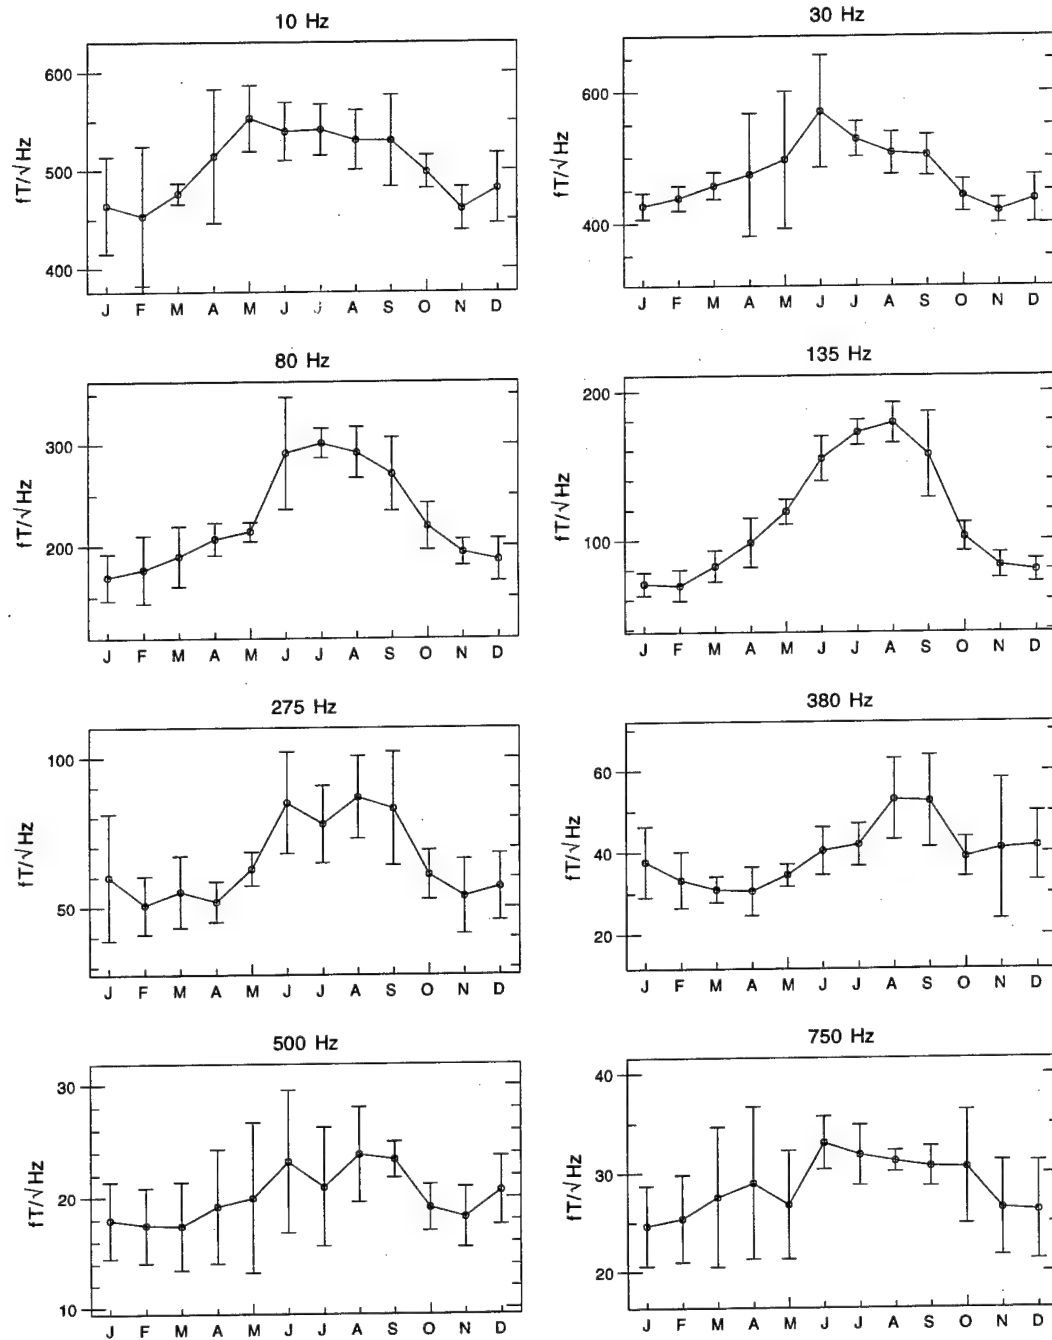 10 Hz
600
500
400
fT/√Hz
J F M A M J J A S O N D
30 Hz
600
400
fT/√Hz
J F M A M J J A S O N D
80 Hz
300
200
fT/√Hz
J F M A M J J A S O N D
135 Hz
200
100
fT/√Hz
J F M A M J J A S O N D
275 Hz
100
50
fT/√Hz
J F M A M J J A S O N D
380 Hz
60
40
20
fT/√Hz
J F M A M J J A S O N D
500 Hz
30
20
10
fT/√Hz
J F M A M J J A S O N D
750 Hz
40
30
20
fT/√Hz
J F M A M J J A S O N D